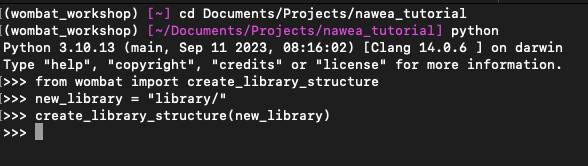 (wombat_workshop) [~] cd Documents/Projects/nawea_tutorial
(wombat_workshop) [~/Documents/Projects/nawea_tutorial] python
Python 3.10.13 (main, Sep 11 2023, 08:16:02) [Clang 14.0.6 ] on darwin
Type "help", "copyright", "credits" or "license" for more information.
[>>> from wombat import create_library_structure
[>>> new_library = "library/"
[>>> create_library_structure(new_library)
>>>